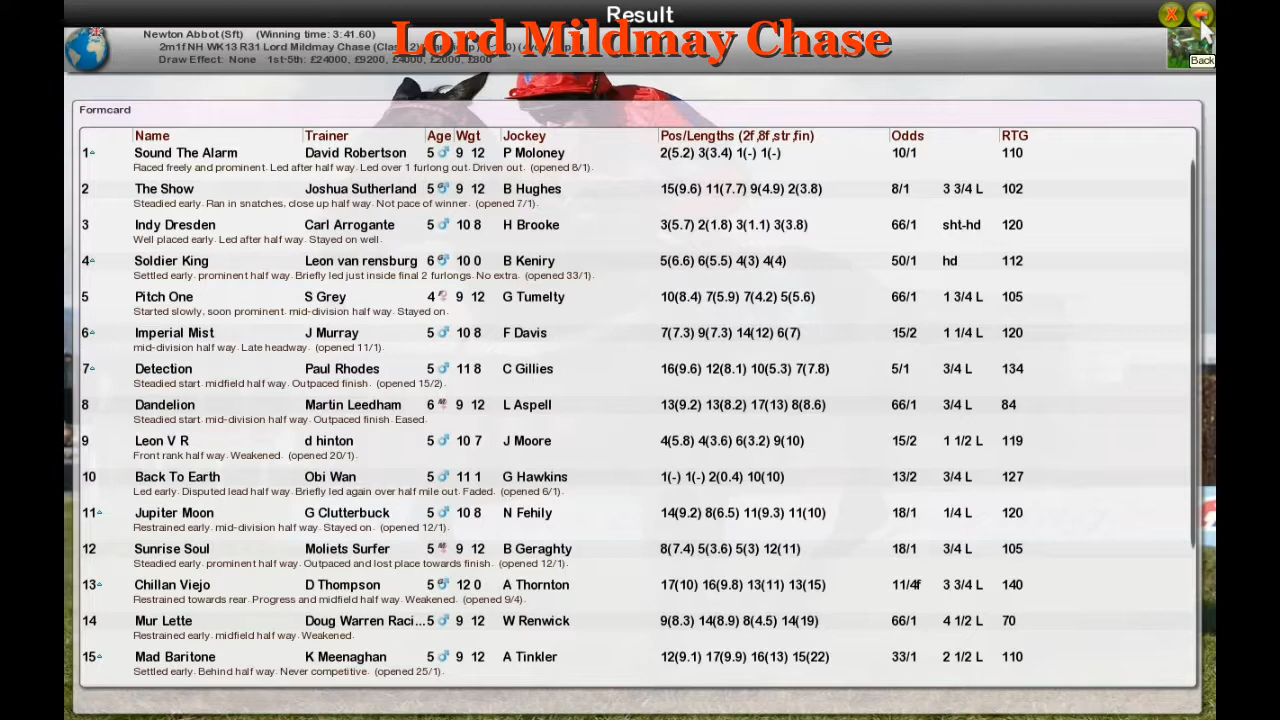 Result
Lord Mildmay Chase
Newton Abbot (Sft) (Winning time: 3:41.60)
2m1f NH WK13 R31 Lord Mildmay Chase
Draw Effect: None 1st-5th: £24000, £9200, £4000, £2000, £800
Back
Formcard
Name Trainer Age Wgt Jockey Pos/Lengths (2f,8f,str,fin) Odds RTG
1 Sound The Alarm David Robertson 5 9 12 P Moloney 2(5.2) 3(3.4) 1(-) 1(-) 10/1 110
Raced freely and prominent. Led after half way. Led over 1 furlong out. Driven out. (opened 8/1).
2 The Show Joshua Sutherland 5 9 12 B Hughes 15(9.6) 11(7.7) 9(4.9) 2(3.8) 8/1 3 3/4 L 102
Steadied early. Ran in snatches, close up half way. Not pace of winner. (opened 7/1).
3 Indy Dresden Carl Arrogante 5 10 8 H Brooke 3(5.7) 2(1.8) 3(1.1) 3(3.8) 66/1 sht-hd 120
Well placed early. Led after half way. Stayed on well.
4 Soldier King Leon van rensburg 6 10 0 B Keniry 5(6.6) 6(5.5) 4(3) 4(4) 50/1 hd 112
Settled early. prominent half way. Briefly led just inside final 2 furlongs. No extra. (opened 33/1).
5 Pitch One S Grey 4 9 12 G Tumelty 10(8.4) 7(5.9) 7(4.2) 5(5.6) 66/1 1 3/4 L 105
Started slowly, soon prominent. mid-division half way. Stayed on.
6 Imperial Mist J Murray 5 10 8 F Davis 7(7.3) 9(7.3) 14(12) 6(7) 15/2 1 1/4 L 120
mid-division half way. Late headway. (opened 11/1).
7 Detection Paul Rhodes 5 11 8 C Gillies 16(9.6) 12(8.1) 10(5.3) 7(7.8) 5/1 3/4 L 134
Steadied start. midfield half way. Outpaced finish. (opened 15/2).
8 Dandelion Martin Leedham 6 9 12 L Aspell 13(9.2) 13(8.2) 17(13) 8(8.6) 66/1 3/4 L 84
Steadied start. mid-division half way. Outpaced finish. Eased.
9 Leon V R d hinton 5 10 7 J Moore 4(5.8) 4(3.6) 6(3.2) 9(10) 15/2 1 1/2 L 119
Front rank half way. Weakened. (opened 20/1).
10 Back To Earth Obi Wan 5 11 1 G Hawkins 1(-) 1(-) 2(0.4) 10(10) 13/2 3/4 L 127
Led early. Disputed lead half way. Briefly led again over half mile out. Faded. (opened 6/1).
11 Jupiter Moon G Clutterbuck 5 10 8 N Fehily 14(9.2) 8(6.5) 11(9.3) 11(10) 18/1 1/4 L 120
Restrained early. mid-division half way. Stayed on. (opened 12/1).
12 Sunrise Soul Moliets Surfer 5 9 12 B Geraghty 8(7.4) 5(3.6) 5(3) 12(11) 18/1 3/4 L 105
Steadied early. prominent half way. Outpaced and lost place towards finish. (opened 12/1).
13 Chillan Viejo D Thompson 5 12 0 A Thornton 17(10) 16(9.8) 13(11) 13(15) 11/4f 3 3/4 L 140
Restrained towards rear. Progress and midfield half way. Weakened. (opened 9/4).
14 Mur Lette Doug Warren Raci... 5 9 12 W Renwick 9(8.3) 14(8.9) 8(4.5) 14(19) 66/1 4 1/2 L 70
Restrained early. midfield half way. Weakened.
15 Mad Baritone K Meenaghan 5 9 12 A Tinkler 12(9.1) 17(9.9) 16(13) 15(22) 33/1 2 1/2 L 110
Settled early. Behind half way. Never competitive. (opened 25/1).